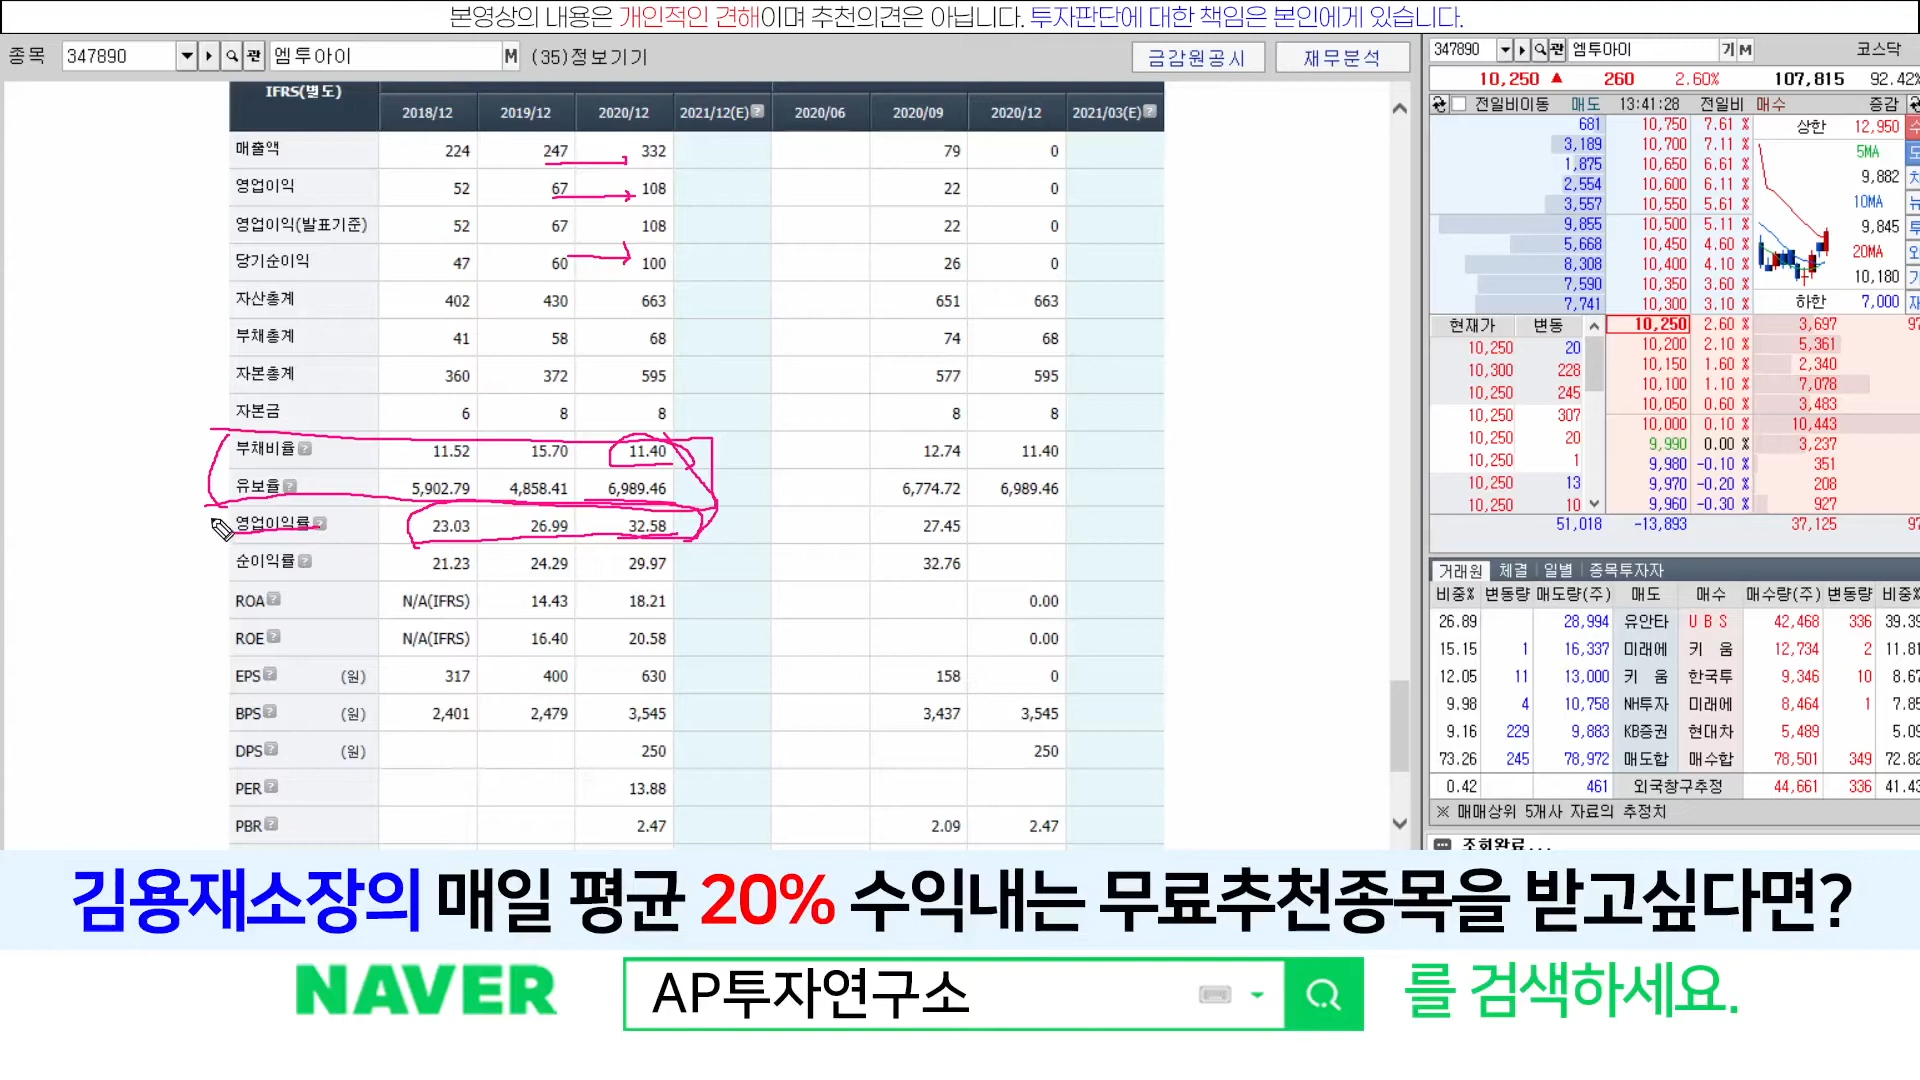 본영상의 내용은 개인적인 견해이며 추천의견은 아닙니다. 투자판단에 대한 책임은 본인에게 있습니다.
종목 347890 관 엠투아이 M (35)정보기기 금감원공시 재무분석
IFRS(별도)
2018/12 2019/12 2020/12 2021/12(E) 2020/06 2020/09 2020/12 2021/03(E)
매출액 224 247 332 79 0
영업이익 52 67 108 22 0
영업이익(발표기준) 52 67 108 22 0
당기순이익 47 60 100 26 0
자산총계 402 430 663 651 663
부채총계 41 58 68 74 68
자본총계 360 372 595 577 595
자본금 6 8 8 8 8
부채비율 11.52 15.70 11.40 12.74 11.40
유보율 5,902.79 4,858.41 6,989.46 6,774.72 6,989.46
영업이익률 23.03 26.99 32.58 27.45
순이익률 21.23 24.29 29.97 32.76
ROA N/A(IFRS) 14.43 18.21 0.00
ROE N/A(IFRS) 16.40 20.58 0.00
EPS (원) 317 400 630 158 0
BPS (원) 2,401 2,479 3,545 3,437 3,545
DPS (원) 250 250
PER 13.88
PBR 2.47 2.09 2.47
347890 관 엠투아이 기 M 코스닥
10,250 ▲ 260 2.60% 107,815 92.42%
전일비이동 매도 13:41:28 전일비 매수 증감
681 10,750 7.61 % 상한 12,950
3,189 10,700 7.11 % 5MA
1,875 10,650 6.61 % 9,882
2,554 10,600 6.11 % 10MA
3,557 10,550 5.61 %
9,855 10,500 5.11 % 9,845
5,668 10,450 4.60 % 20MA
8,308 10,400 4.10 % 10,180
7,590 10,350 3.60 %
7,741 10,300 3.10 % 하한 7,000
현재가 변동 10,250 2.60 % 3,697
10,250 20 10,200 2.10 % 5,361
10,300 228 10,150 1.60 % 2,340
10,250 245 10,100 1.10 % 7,078
10,250 307 10,050 0.60 % 3,483
10,250 20 10,000 0.10 % 10,443
10,250 1 9,990 0.00 % 3,237
10,250 13 9,980 -0.10 % 351
10,250 10 9,970 -0.20 % 208
9,960 -0.30 % 927
51,018 -13,893 37,125
거래원 체결 일별 종목투자자
비중% 변동량 매도량(주) 매도 매수 매수량(주) 변동량 비중%
26.89 28,994 유안타 U B S 42,468 336 39.39
15.15 1 16,337 미래에 키 움 12,734 2 11.81
12.05 11 13,000 키 움 한국투 9,346 10 8.67
9.98 4 10,758 NH투자 미래에 8,464 1 7.85
9.16 229 9,883 KB증권 현대차 5,489 5.09
73.26 245 78,972 매도합 매수합 78,501 349 72.82
0.42 461 외국창구추정 44,661 336 41.43
※ 매매상위 5개사 자료의 추정치
조회완료...
김용재소장의 매일 평균 20% 수익내는 무료추천종목을 받고싶다면?
NAVER AP투자연구소 를 검색하세요.